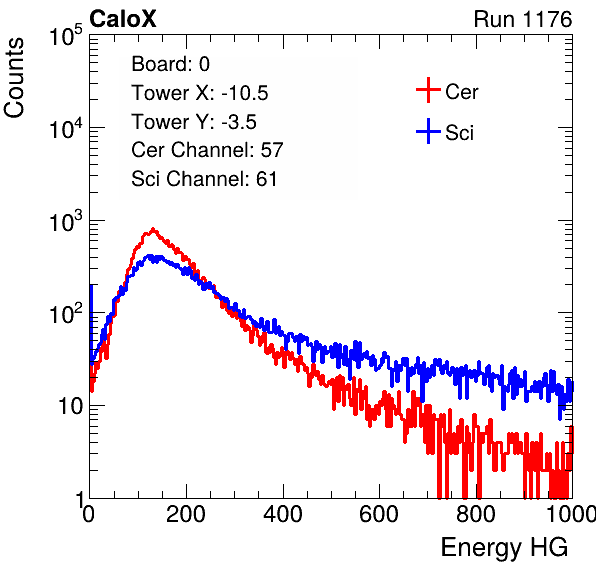 CaloX Run 1176
Counts
10^5
10^4
10^3
10^2
10
1
Board: 0
Tower X: -10.5
Tower Y: -3.5
Cer Channel: 57
Sci Channel: 61
Cer
Sci
0 200 400 600 800 1000
Energy HG